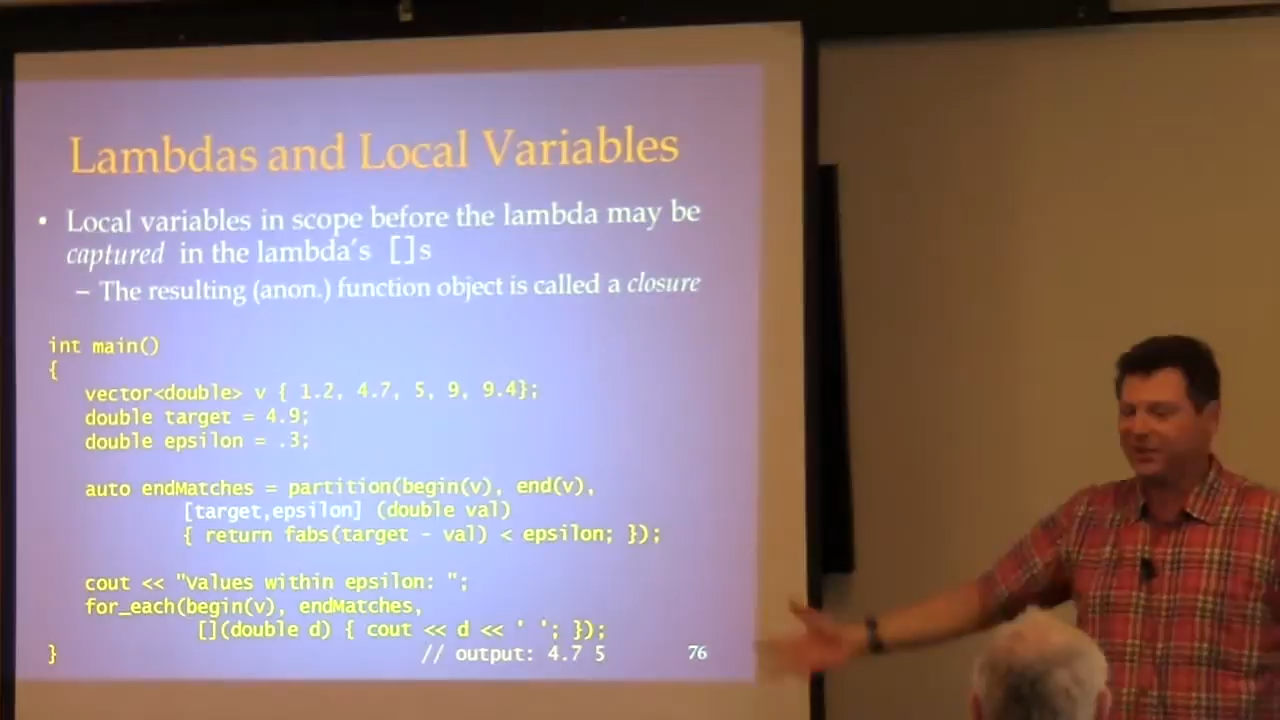 Lambdas and Local Variables
• Local variables in scope before the lambda may be
captured in the lambda's []s
– The resulting (anon.) function object is called a closure
int main()
{
vector<double> v { 1.2, 4.7, 5, 9, 9.4};
double target = 4.9;
double epsilon = .3;
auto endMatches = partition(begin(v), end(v),
[target,epsilon] (double val)
{ return fabs(target - val) < epsilon; });
cout << "Values within epsilon: ";
for_each(begin(v), endMatches,
[](double d) { cout << d << ' '; });
} // output: 4.7 5 76